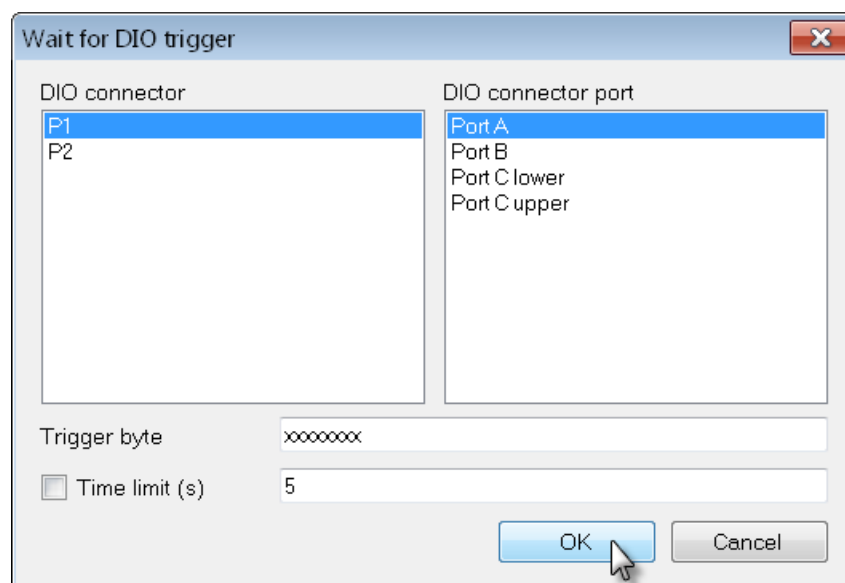 Wait for DIO trigger
DIO connector
DIO connector port
P1
P2
Port A
Port B
Port C lower
Port C upper
Trigger byte
xxxxxxxx
Time limit (s)
5
OK
Cancel